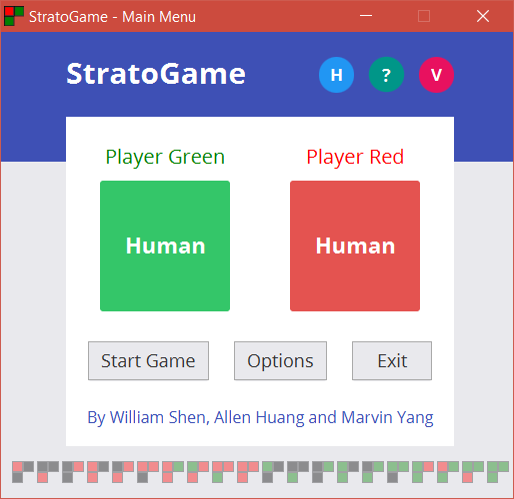 StratoGame - Main Menu
StratoGame H ? V
Player Green Player Red
Human Human
Start Game Options Exit
By William Shen, Allen Huang and Marvin Yang